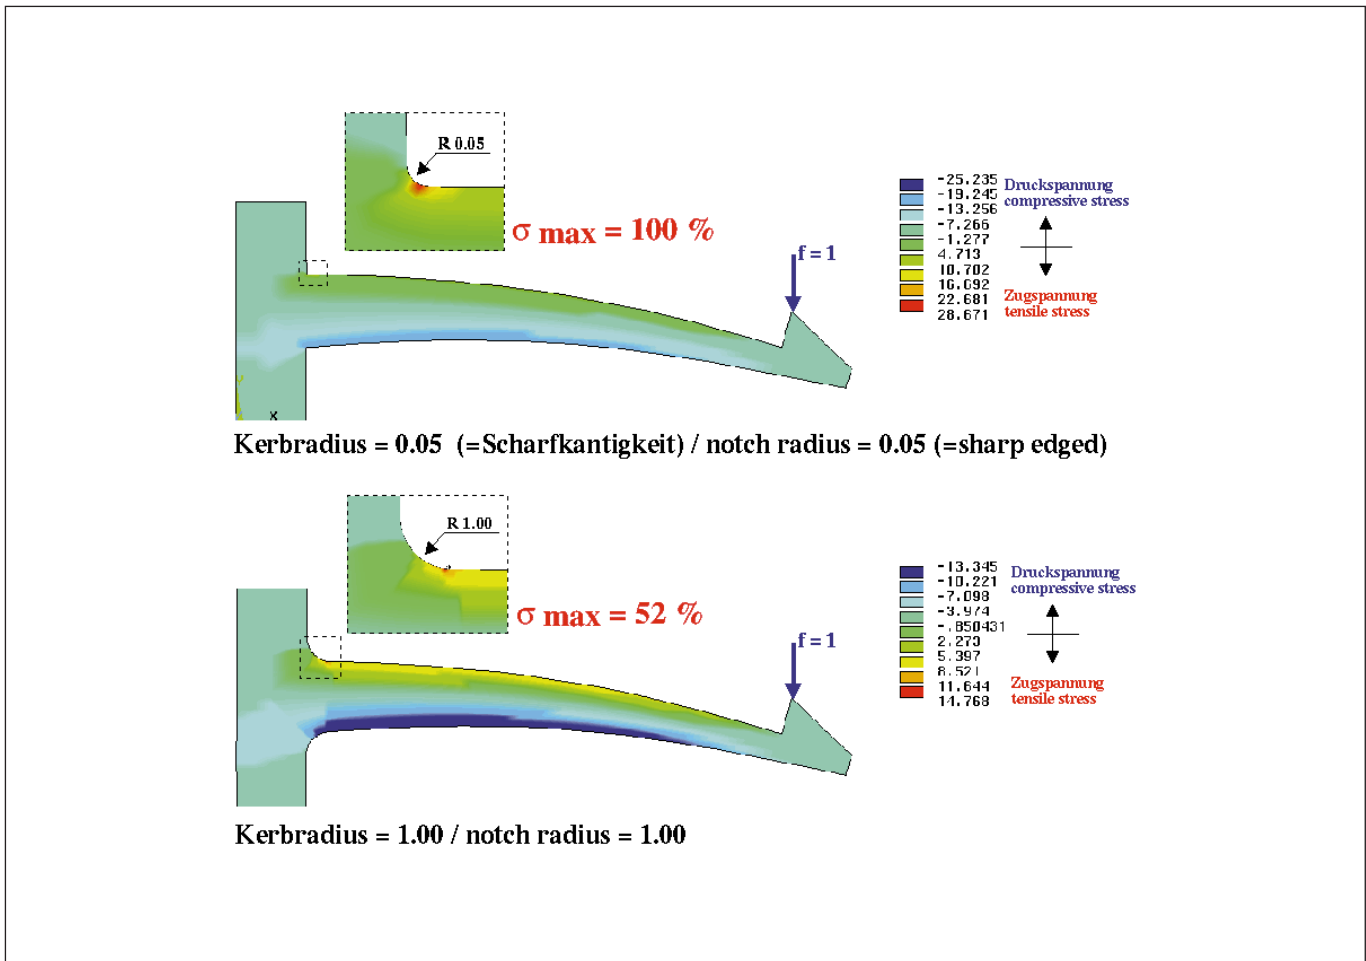 R 0.05
σ max = 100 %
f = 1
-25.235
-19.245
-13.256
-7.266
-1.277
4.713
10.702
16.692
22.681
28.671
Druckspannung
compressive stress
Zugspannung
tensile stress
X
Kerbradius = 0.05 (=Scharfkantigkeit) / notch radius = 0.05 (=sharp edged)
R 1.00
σ max = 52 %
f = 1
-13.345
-10.221
-7.098
-3.974
-.850431
2.273
5.397
8.521
11.644
14.768
Druckspannung
compressive stress
Zugspannung
tensile stress
Kerbradius = 1.00 / notch radius = 1.00